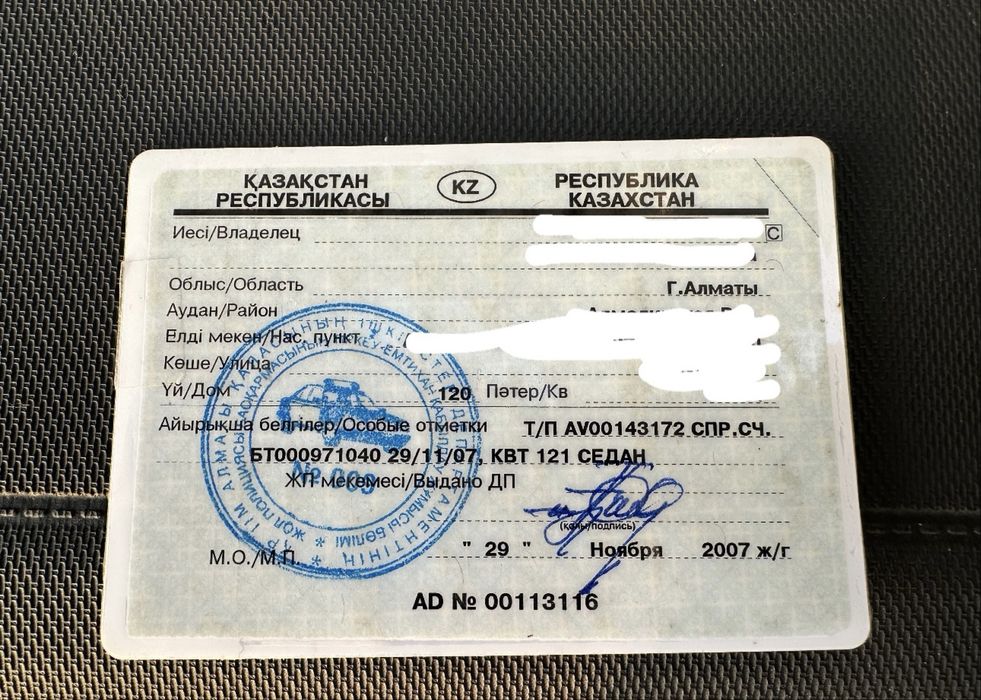 ҚАЗАҚСТАН РЕСПУБЛИКАСЫ
KZ
РЕСПУБЛИКА КАЗАХСТАН
Иесі/Владелец
C
Облыс/Область Г.Алматы
Аудан/Район
Елді мекен/Нас. пункт
Көше/Улица
Үй/Дом 120 Пәтер/Кв
Айырықша белгілер/Особые отметки Т/П AV00143172 СПР.СЧ.
БТ000971040 29/11/07, КВТ 121 СЕДАН
ЖП мекемесі/Выдано ДП
(қолы/подпись)
М.О./М.П. " 29 " Ноября 2007 ж/г
AD № 00113116